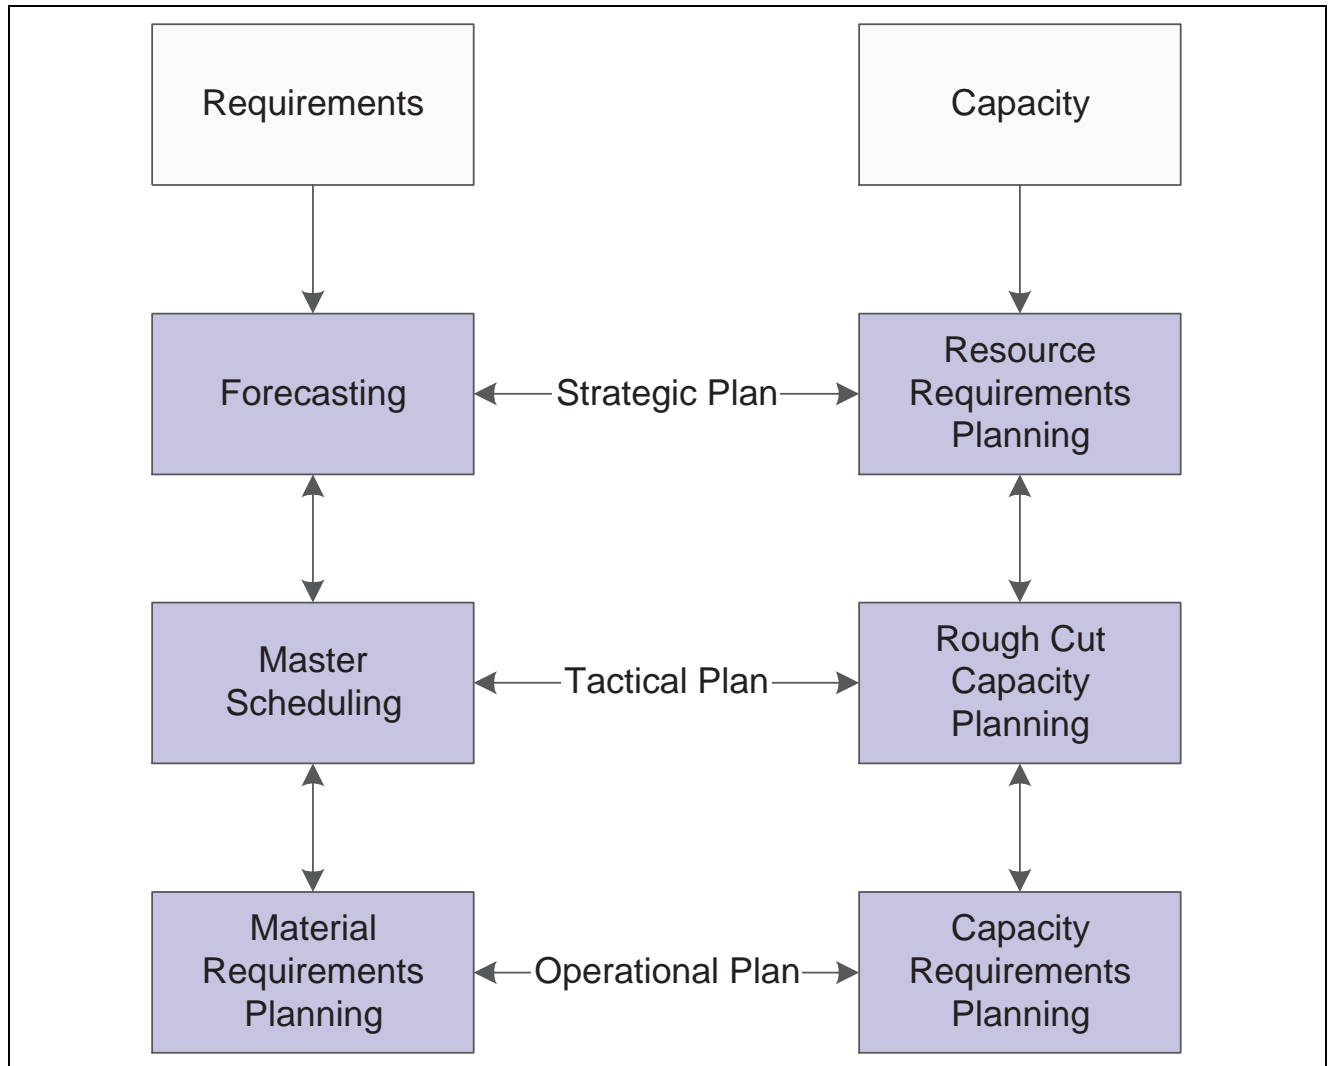 Requirements
Capacity
Forecasting
Strategic Plan
Resource
Requirements
Planning
Master
Scheduling
Tactical Plan
Rough Cut
Capacity
Planning
Material
Requirements
Planning
Operational Plan
Capacity
Requirements
Planning